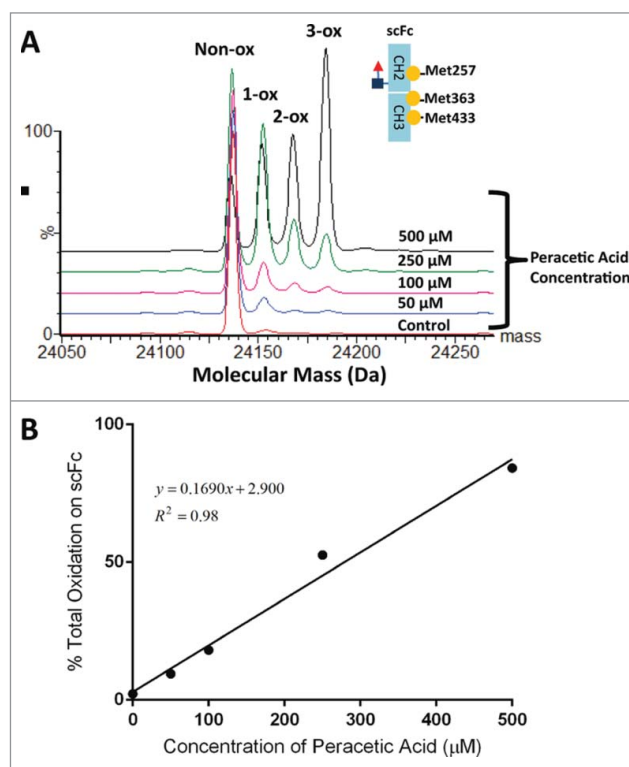 A
Non-ox
1-ox
2-ox
3-ox
scFc
CH2
CH3
Met257
Met363
Met433
100
%
0
500 µM
250 µM
100 µM
50 µM
Control
Peracetic Acid
Concentration
24050 24100 24150 24200 24250
mass
Molecular Mass (Da)
B
100
50
0
y = 0.1690x + 2.900
R² = 0.98
% Total Oxidation on scFc
0 100 200 300 400 500
Concentration of Peracetic Acid (µM)